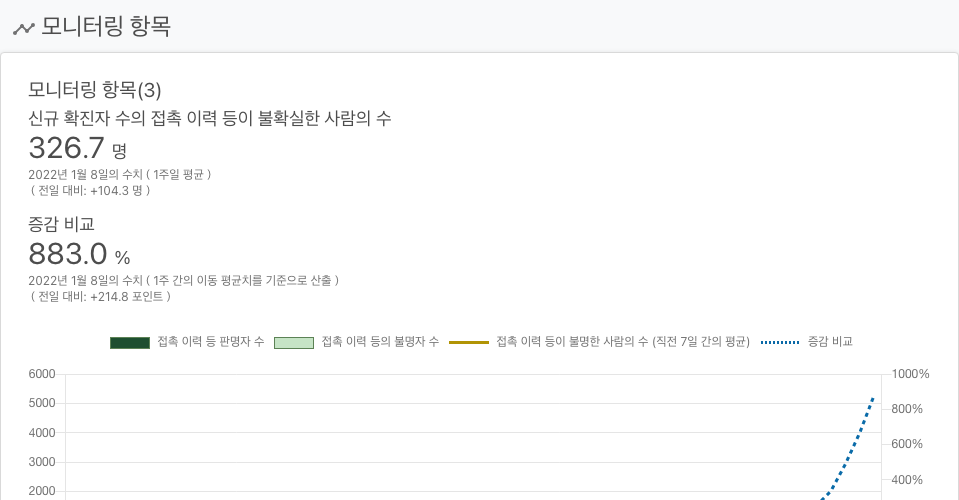 모니터링 항목
모니터링 항목(3)
신규 확진자 수의 접촉 이력 등이 불확실한 사람의 수
326.7 명
2022년 1월 8일의 수치 ( 1주일 평균 )
( 전일 대비: +104.3 명 )
증감 비교
883.0 %
2022년 1월 8일의 수치 ( 1주 간의 이동 평균치를 기준으로 산출 )
( 전일 대비: +214.8 포인트 )
접촉 이력 등 판명자 수 접촉 이력 등의 불명자 수 접촉 이력 등이 불명한 사람의 수 (직전 7일 간의 평균) 증감 비교
6000 1000%
5000 800%
4000 600%
3000 400%
2000